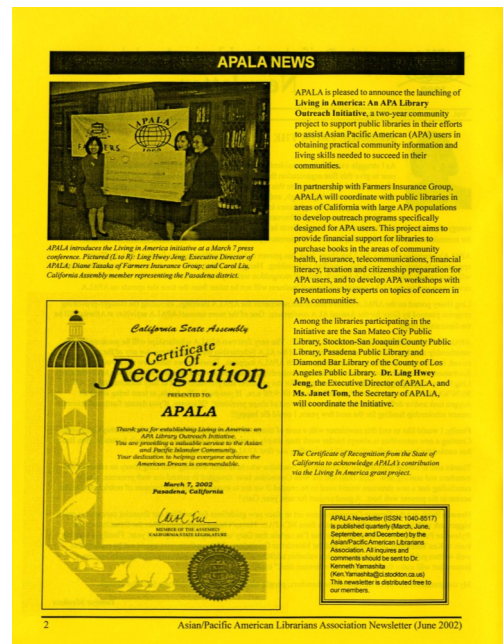 APALA NEWS
APALA
FARMERS
APALA introduces the Living in America initiative at a March 7 press
conference. Pictured (L to R): Ling Hwey Jeng, Executive Director of
APALA; Diane Tasaka of Farmers Insurance Group; and Carol Liu,
California Assembly member representing the Pasadena district.
California State Assembly
Certificate
Of
Recognition
PRESENTED TO:
APALA
Thank you for establishing Living in America: an
APA Library Outreach Initiative.
You are providing a valuable service to the Asian
and Pacific Islander Community.
Your dedication to helping everyone achieve the
American Dream is commendable.
March 7, 2002
Pasadena, California
MEMBER OF THE ASSEMBLY
CALIFORNIA STATE LEGISLATURE
APALA is pleased to announce the launching of
Living in America: An APA Library
Outreach Initiative, a two-year community
project to support public libraries in their efforts
to assist Asian Pacific American (APA) users in
obtaining practical community information and
living skills needed to succeed in their
communities.
In partnership with Farmers Insurance Group,
APALA will coordinate with public libraries in
areas of California with large APA populations
to develop outreach programs specifically
designed for APA users. This project aims to
provide financial support for libraries to
purchase books in the areas of community
health, insurance, telecommunications, financial
literacy, taxation and citizenship preparation for
APA users, and to develop APA workshops with
presentations by experts on topics of concern in
APA communities.
Among the libraries participating in the
Initiative are the San Mateo City Public
Library, Stockton-San Joaquin County Public
Library, Pasadena Public Library and
Diamond Bar Library of the County of Los
Angeles Public Library. Dr. Ling Hwey
Jeng, the Executive Director of APALA, and
Ms. Janet Tom, the Secretary of APALA,
will coordinate the Initiative.
The Certificate of Recognition from the State of
California to acknowledge APALA's contribution
via the Living In America grant project.
APALA Newsletter (ISSN: 1040-8517)
is published quarterly (March, June,
September, and December) by the
Asian/Pacific American Librarians
Association. All inquires and
comments should be sent to Dr.
Kenneth Yamashita
(Ken.Yamashita@ci.stockton.ca.us)
This newsletter is distributed free to
our members.
2
Asian/Pacific American Librarians Association Newsletter (June 2002)